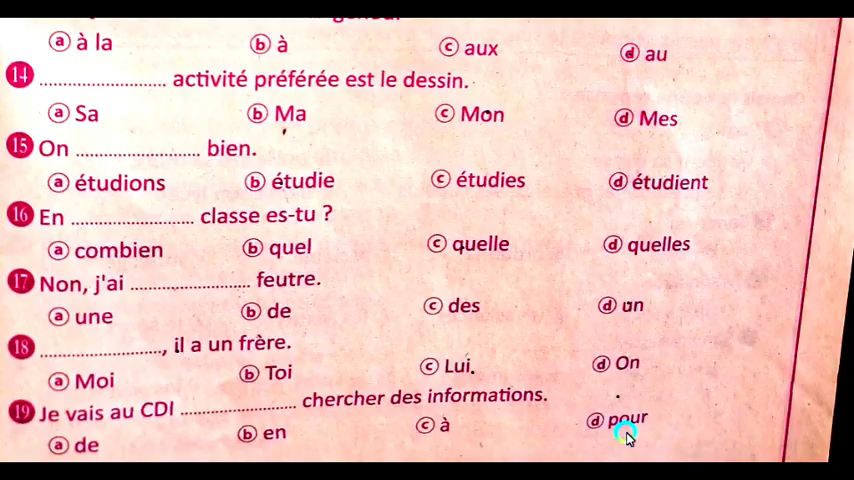 ⓐ à la ⓑ à ⓒ aux ⓓ au
14 ........................ activité préférée est le dessin.
ⓐ Sa ⓑ Ma ⓒ Mon ⓓ Mes
15 On ........................ bien.
ⓐ étudions ⓑ étudie ⓒ étudies ⓓ étudient
16 En ........................ classe es-tu ?
ⓐ combien ⓑ quel ⓒ quelle ⓓ quelles
17 Non, j'ai ........................ feutre.
ⓐ une ⓑ de ⓒ des ⓓ un
18 ........................, il a un frère.
ⓐ Moi ⓑ Toi ⓒ Lui. ⓓ On
19 Je vais au CDI ........................ chercher des informations.
ⓐ de ⓑ en ⓒ à ⓓ pour